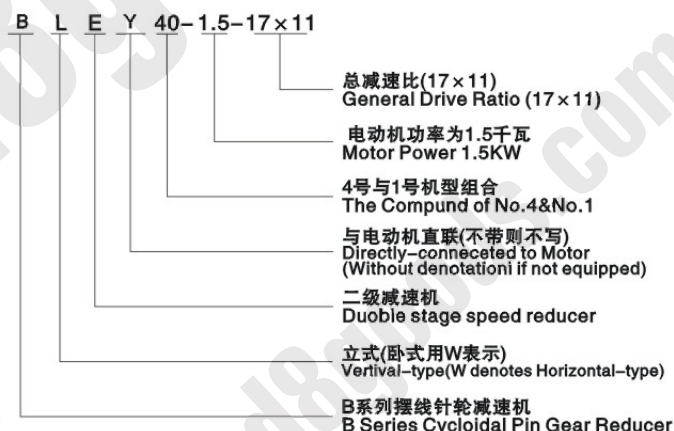 B L E Y 40-1.5-17×11
总减速比(17×11)
General Drive Ratio (17×11)
电动机功率为1.5千瓦
Motor Power 1.5KW
4号与1号机型组合
The Compund of No.4&No.1
与电动机直联(不带则不写)
Directly-conneceted to Motor
(Without denotationi if not equipped)
二级减速机
Duobie stage speed reducer
立式(卧式用W表示)
Vertival-type(W denotes Horizontal-type)
B系列摆线针轮减速机
B Series Cycloidal Pin Gear Reducer